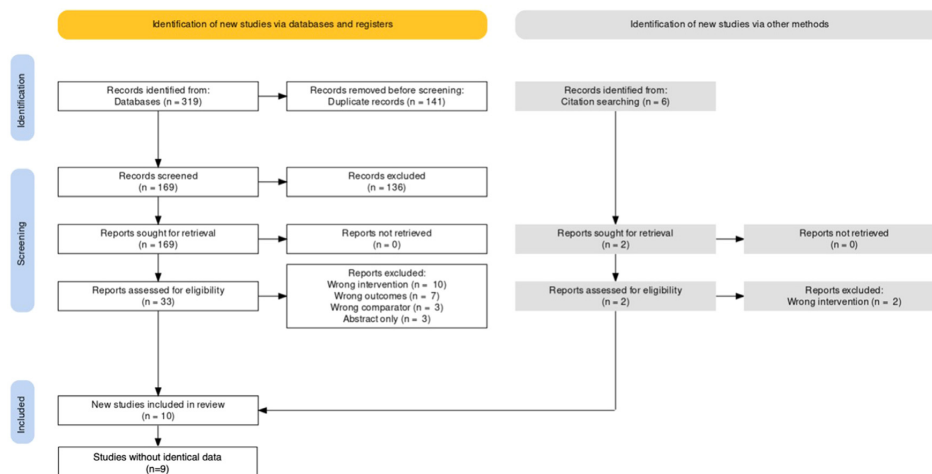 Identification of new studies via databases and registers
Identification of new studies via other methods
Identification
Records identified from:
Databases (n = 319)
Records removed before screening:
Duplicate records (n = 141)
Records identified from:
Citation searching (n = 6)
Screening
Records screened
(n = 169)
Records excluded
(n = 136)
Reports sought for retrieval
(n = 169)
Reports not retrieved
(n = 0)
Reports sought for retrieval
(n = 2)
Reports not retrieved
(n = 0)
Reports assessed for eligibility
(n = 33)
Reports excluded:
Wrong intervention (n = 10)
Wrong outcomes (n = 7)
Wrong comparator (n = 3)
Abstract only (n = 3)
Reports assessed for eligibility
(n = 2)
Reports excluded:
Wrong intervention (n = 2)
Included
New studies included in review
(n = 10)
Studies without identical data
(n=9)